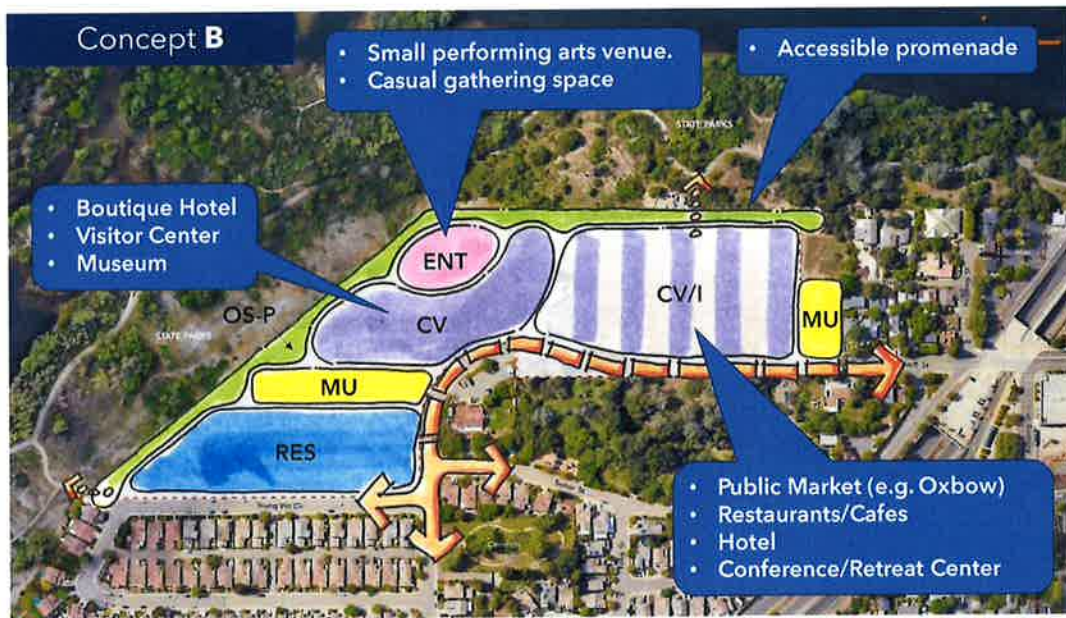 Concept B
• Small performing arts venue.
• Casual gathering space
• Accessible promenade
STATE PARKS
• Boutique Hotel
• Visitor Center
• Museum
ENT
CV
CV/I
MU
OS-P
STATE PARKS
MU
RES
• Public Market (e.g. Oxbow)
• Restaurants/Cafes
• Hotel
• Conference/Retreat Center